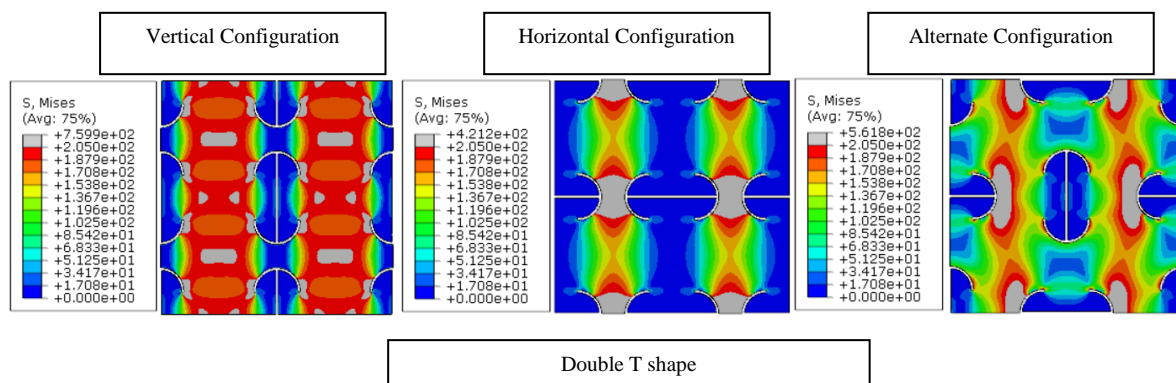 Vertical Configuration
Horizontal Configuration
Alternate Configuration
S, Mises
(Avg: 75%)
+7.599e+02
+2.050e+02
+1.879e+02
+1.708e+02
+1.538e+02
+1.367e+02
+1.196e+02
+1.025e+02
+8.542e+01
+6.833e+01
+5.125e+01
+3.417e+01
+1.708e+01
+0.000e+00
S, Mises
(Avg: 75%)
+4.212e+02
+2.050e+02
+1.879e+02
+1.708e+02
+1.538e+02
+1.367e+02
+1.196e+02
+1.025e+02
+8.542e+01
+6.833e+01
+5.125e+01
+3.417e+01
+1.708e+01
+0.000e+00
S, Mises
(Avg: 75%)
+5.618e+02
+2.050e+02
+1.879e+02
+1.708e+02
+1.538e+02
+1.367e+02
+1.196e+02
+1.025e+02
+8.542e+01
+6.833e+01
+5.125e+01
+3.417e+01
+1.708e+01
+0.000e+00
Double T shape